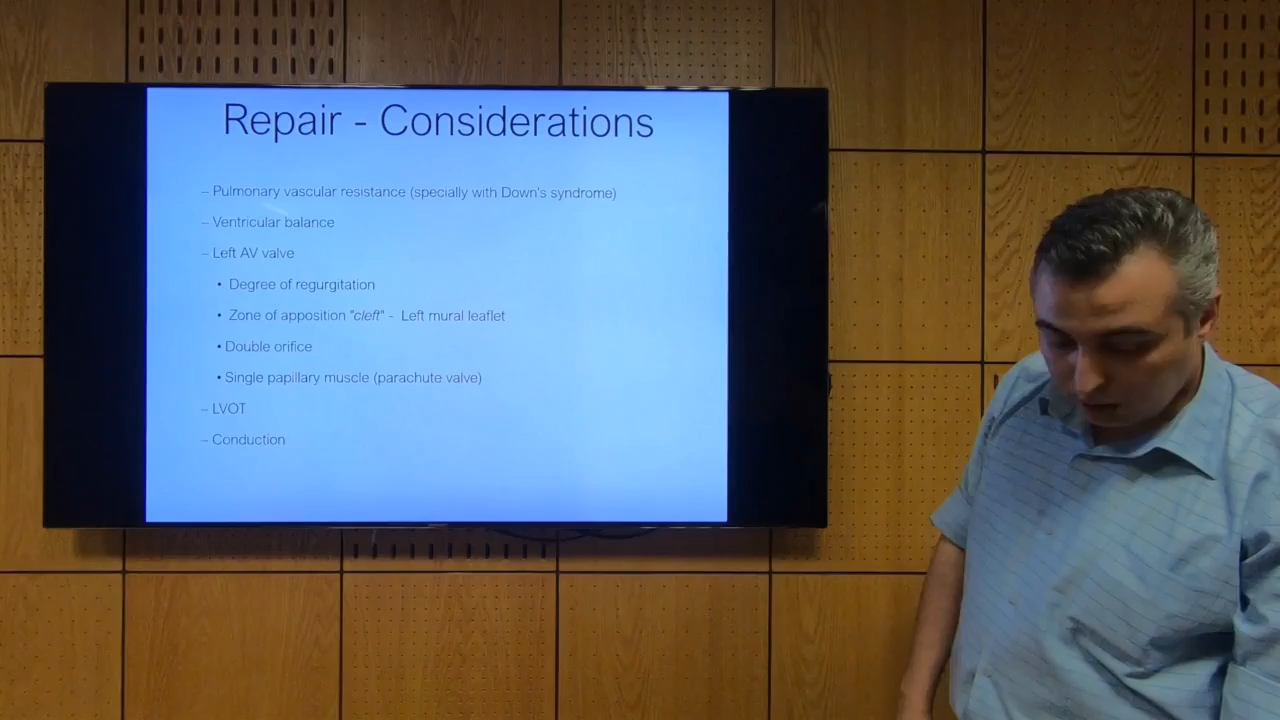 Repair - Considerations
– Pulmonary vascular resistance (specially with Down's syndrome)
– Ventricular balance
– Left AV valve
• Degree of regurgitation
• Zone of apposition "cleft" - Left mural leaflet
• Double orifice
• Single papillary muscle (parachute valve)
– LVOT
– Conduction